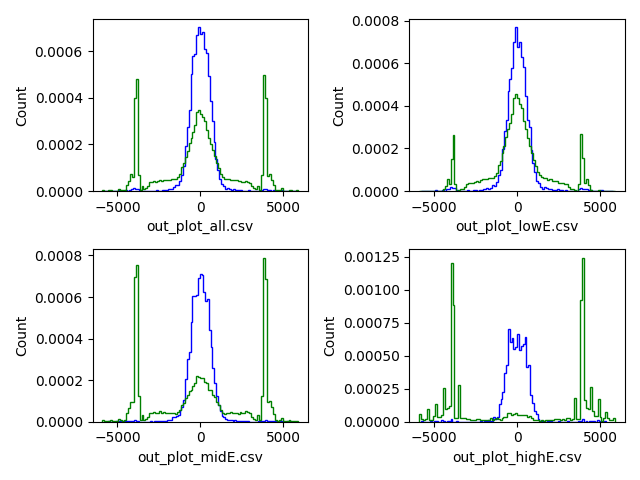 0.0006
0.0004
0.0002
0.0000
Count
−5000 0 5000
out_plot_all.csv
0.0008
0.0006
0.0004
0.0002
0.0000
Count
−5000 0 5000
out_plot_lowE.csv
0.0008
0.0006
0.0004
0.0002
0.0000
Count
−5000 0 5000
out_plot_midE.csv
0.00125
0.00100
0.00075
0.00050
0.00025
0.00000
Count
−5000 0 5000
out_plot_highE.csv